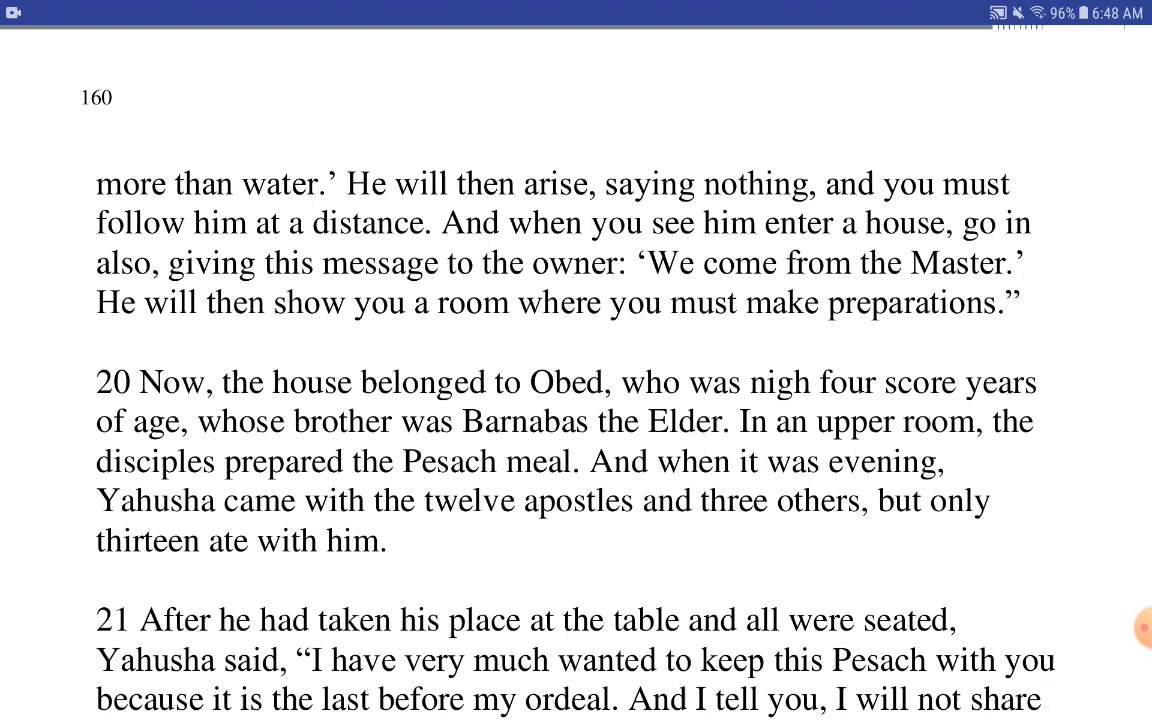 96% 6:48 AM
160
more than water.’ He will then arise, saying nothing, and you must
follow him at a distance. And when you see him enter a house, go in
also, giving this message to the owner: ‘We come from the Master.’
He will then show you a room where you must make preparations.”
20 Now, the house belonged to Obed, who was nigh four score years
of age, whose brother was Barnabas the Elder. In an upper room, the
disciples prepared the Pesach meal. And when it was evening,
Yahusha came with the twelve apostles and three others, but only
thirteen ate with him.
21 After he had taken his place at the table and all were seated,
Yahusha said, “I have very much wanted to keep this Pesach with you
because it is the last before my ordeal. And I tell you, I will not share